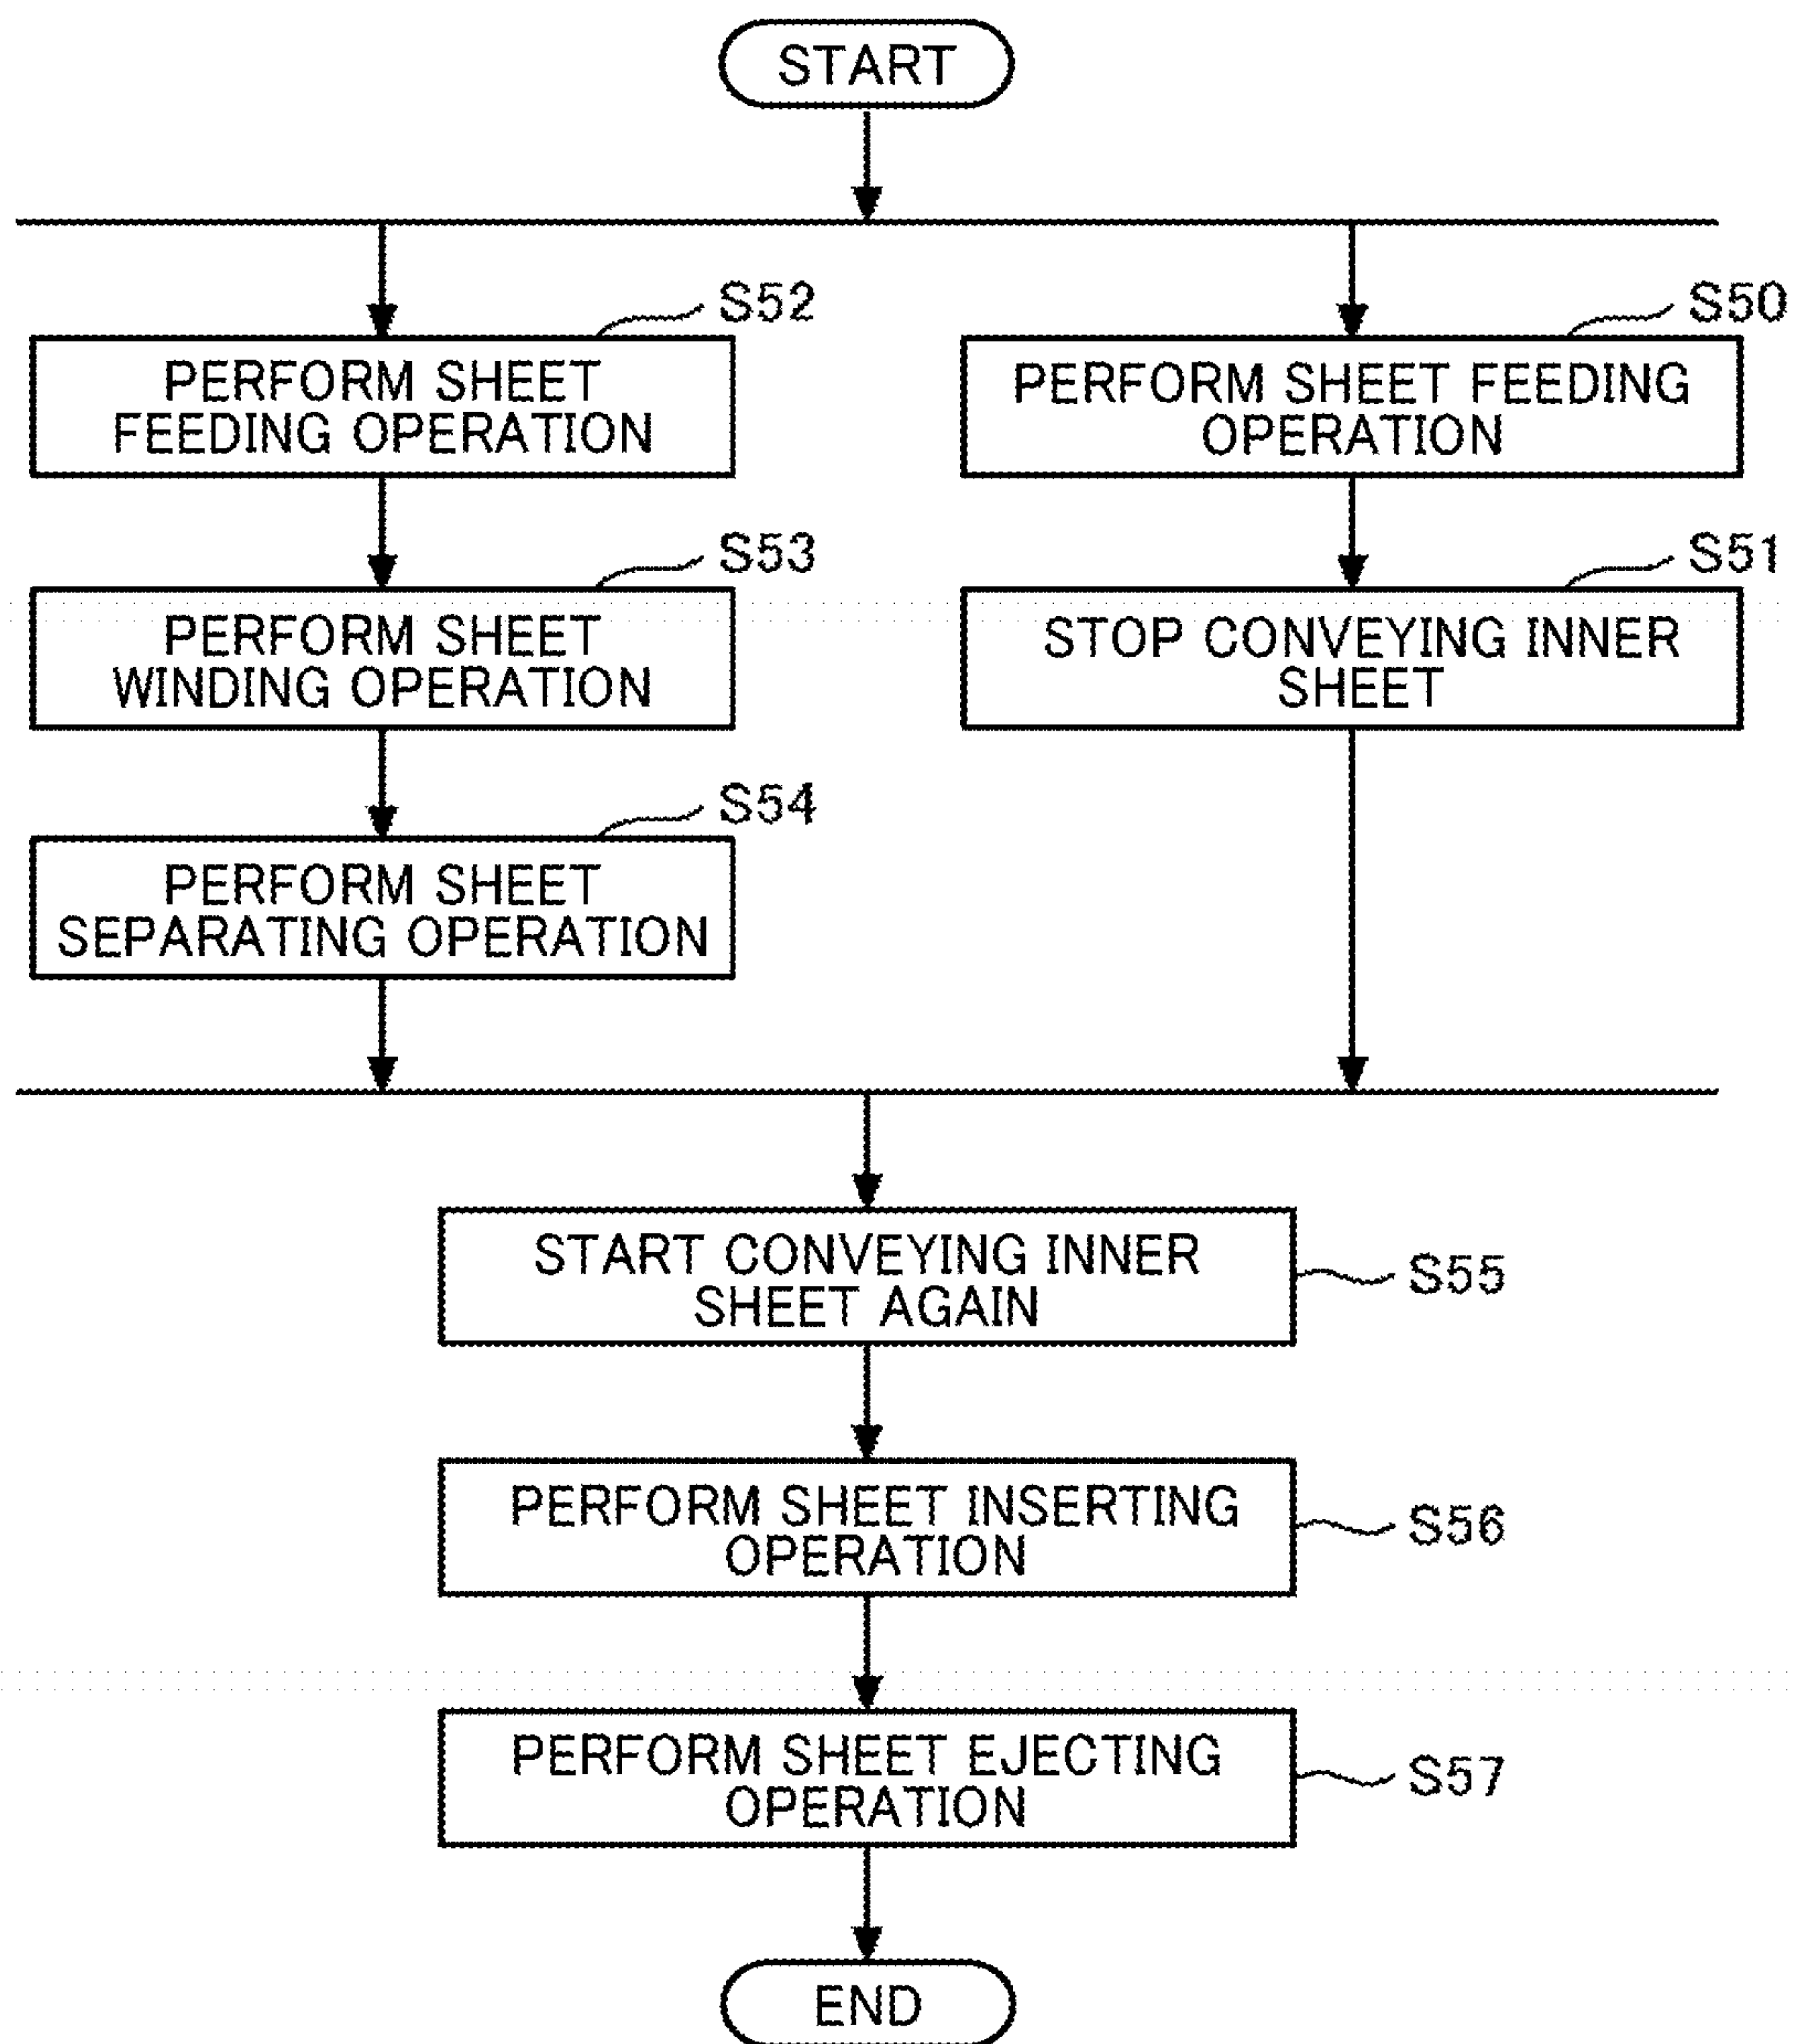 START
S52
PERFORM SHEET
FEEDING OPERATION
S50
PERFORM SHEET FEEDING
OPERATION
S53
PERFORM SHEET
WINDING OPERATION
S51
STOP CONVEYING INNER
SHEET
S54
PERFORM SHEET
SEPARATING OPERATION
START CONVEYING INNER
SHEET AGAIN
S55
PERFORM SHEET INSERTING
OPERATION
S56
PERFORM SHEET EJECTING
OPERATION
S57
END